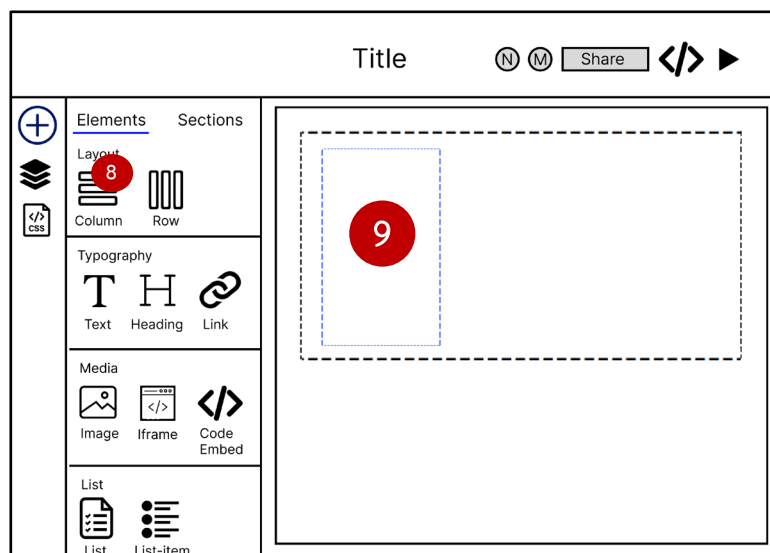 Title
N M Share </>
Elements Sections
Layout
8
Column Row
</>
CSS
9
Typography
T H
Text Heading Link
Media
</> </>
Image Iframe Code Embed
List
List List-item